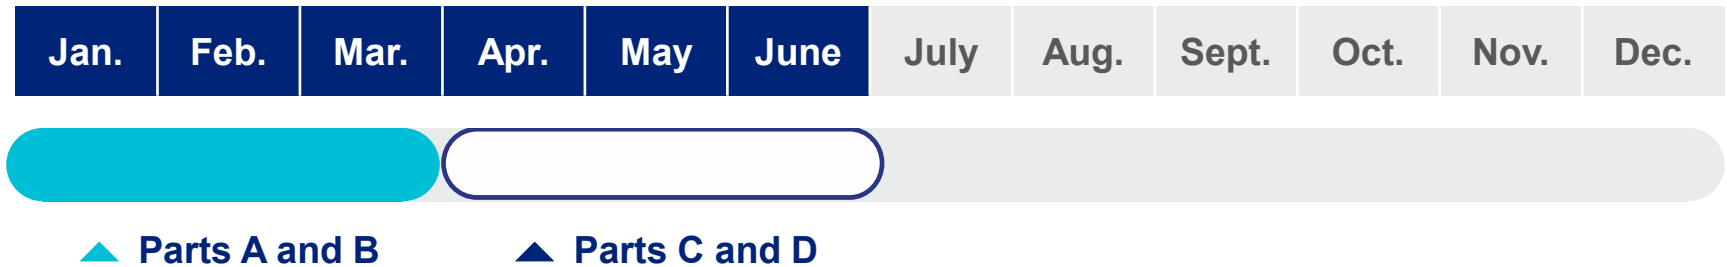 Jan. Feb. Mar. Apr. May June July Aug. Sept. Oct. Nov. Dec.
Parts A and B Parts C and D